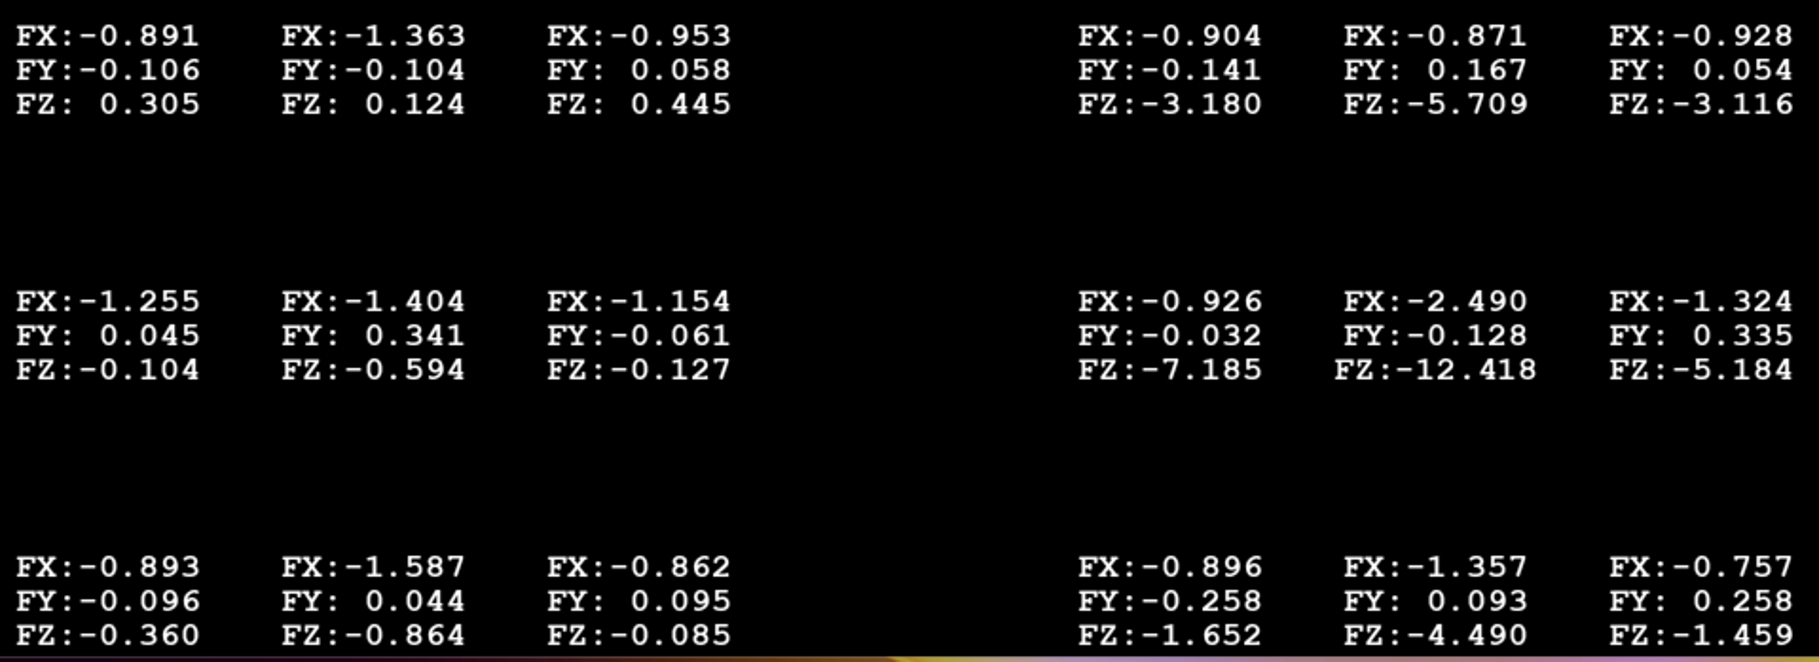 FX:-0.891 FX:-1.363 FX:-0.953 FX:-0.904 FX:-0.871 FX:-0.928
FY:-0.106 FY:-0.104 FY: 0.058 FY:-0.141 FY: 0.167 FY: 0.054
FZ: 0.305 FZ: 0.124 FZ: 0.445 FZ:-3.180 FZ:-5.709 FZ:-3.116
FX:-1.255 FX:-1.404 FX:-1.154 FX:-0.926 FX:-2.490 FX:-1.324
FY: 0.045 FY: 0.341 FY:-0.061 FY:-0.032 FY:-0.128 FY: 0.335
FZ:-0.104 FZ:-0.594 FZ:-0.127 FZ:-7.185 FZ:-12.418 FZ:-5.184
FX:-0.893 FX:-1.587 FX:-0.862 FX:-0.896 FX:-1.357 FX:-0.757
FY:-0.096 FY: 0.044 FY: 0.095 FY:-0.258 FY: 0.093 FY: 0.258
FZ:-0.360 FZ:-0.864 FZ:-0.085 FZ:-1.652 FZ:-4.490 FZ:-1.459